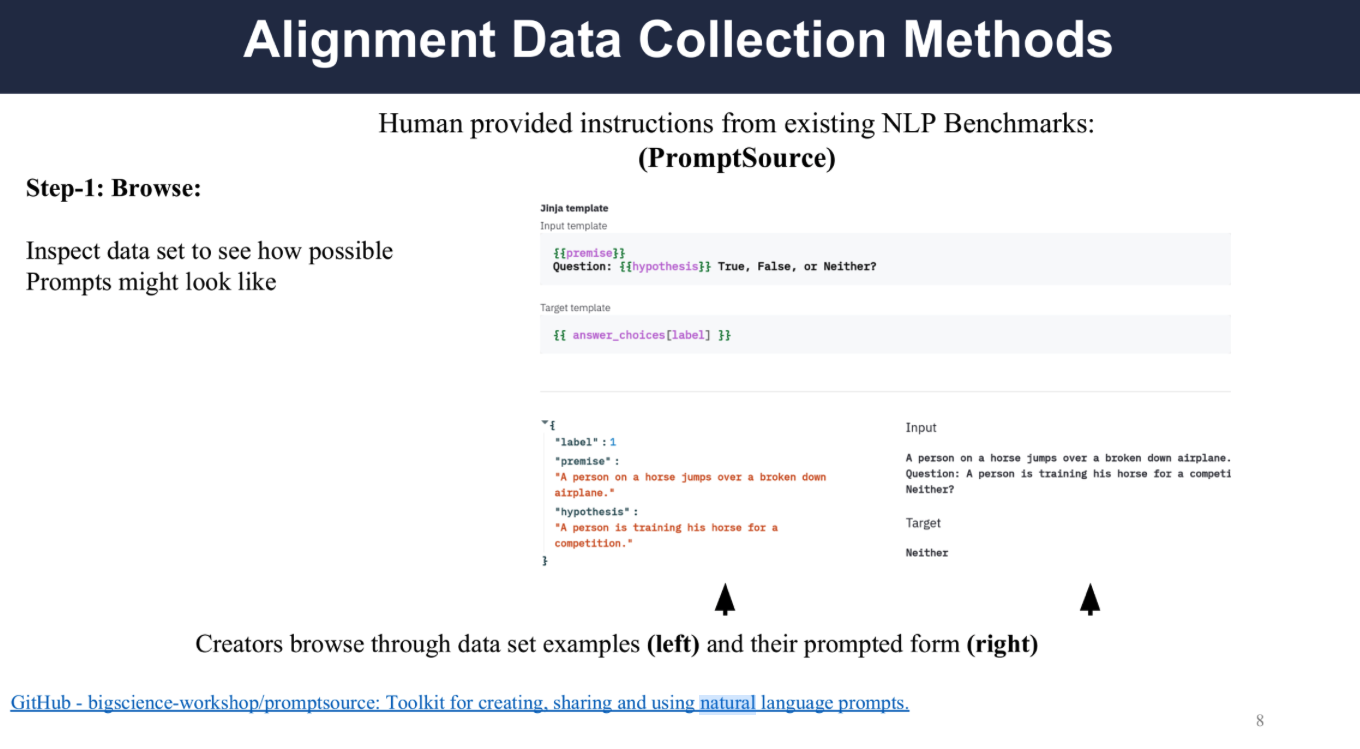 Alignment Data Collection Methods
Human provided instructions from existing NLP Benchmarks:
(PromptSource)
Step-1: Browse:
Inspect data set to see how possible
Prompts might look like
Jinja template
Input template
{{premise}}
Question: {{hypothesis}} True, False, or Neither?
Target template
{{ answer_choices[label] }}
{
"label" : 1
"premise" :
"A person on a horse jumps over a broken down
airplane."
"hypothesis" :
"A person is training his horse for a
competition."
}
Input
A person on a horse jumps over a broken down airplane.
Question: A person is training his horse for a competi
Neither?
Target
Neither
Creators browse through data set examples (left) and their prompted form (right)
GitHub - bigscience-workshop/promptsource: Toolkit for creating, sharing and using natural language prompts.
8